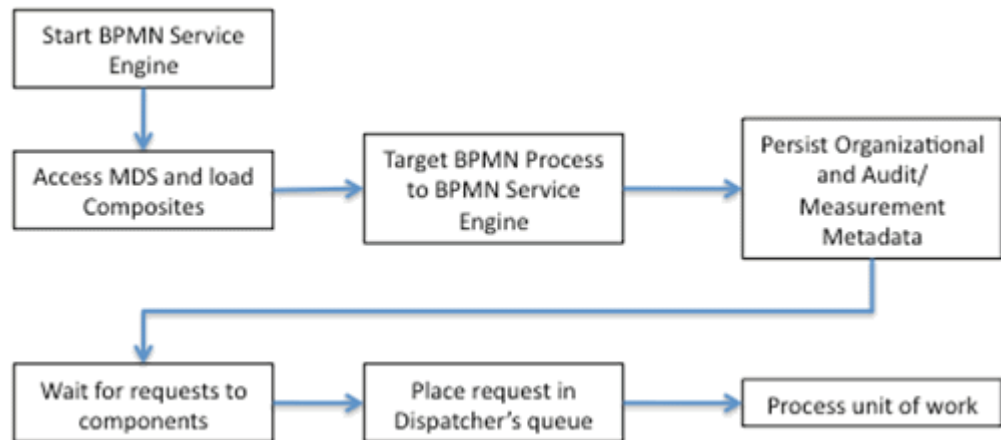 Start BPMN Service
Engine
Access MDS and load
Composites
Target BPMN Process
to BPMN Service
Engine
Persist Organizational
and Audit/
Measurement
Metadata
Wait for requests to
components
Place request in
Dispatcher's queue
Process unit of work